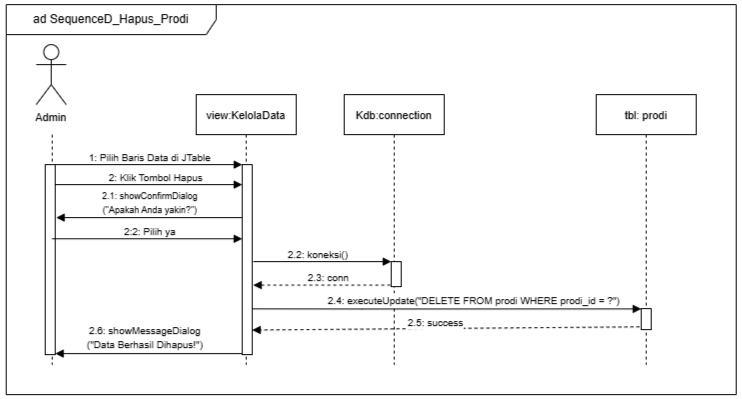 ad SequenceD_Hapus_Prodi
Admin
view:KelolaData
Kdb:connection
tbl: prodi
1: Pilih Baris Data di JTable
2: Klik Tombol Hapus
2.1: showConfirmDialog
("Apakah Anda yakin?")
2:2: Pilih ya
2.2: koneksi()
2.3: conn
2.4: executeUpdate("DELETE FROM prodi WHERE prodi_id = ?")
2.5: success
2.6: showMessageDialog
("Data Berhasil Dihapus!")